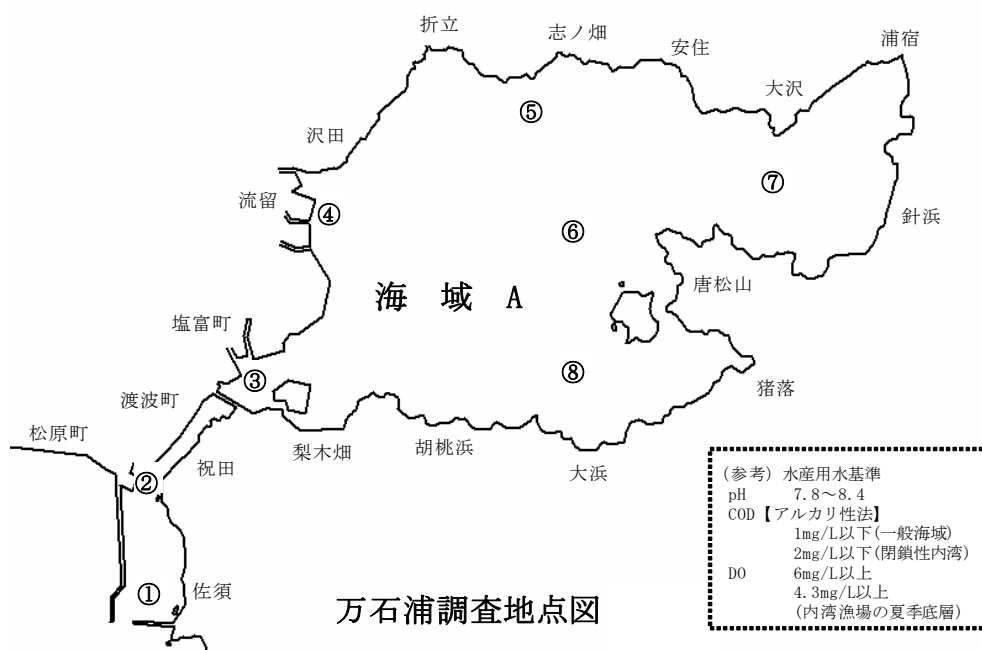 折立
志ノ畑
安住
浦宿
大沢
⑤
沢田
⑦
流留
④
針浜
⑥
唐松山
海 域 A
塩富町
③
⑧
猪落
渡波町
松原町
祝田
梨木畑
胡桃浜
大浜
②
①
佐須
万石浦調査地点図
(参考) 水産用水基準
pH 7.8～8.4
COD【アルカリ性法】
1mg/L以下(一般海域)
2mg/L以下(閉鎖性内湾)
DO 6mg/L以上
4.3mg/L以上
(内湾漁場の夏季底層)